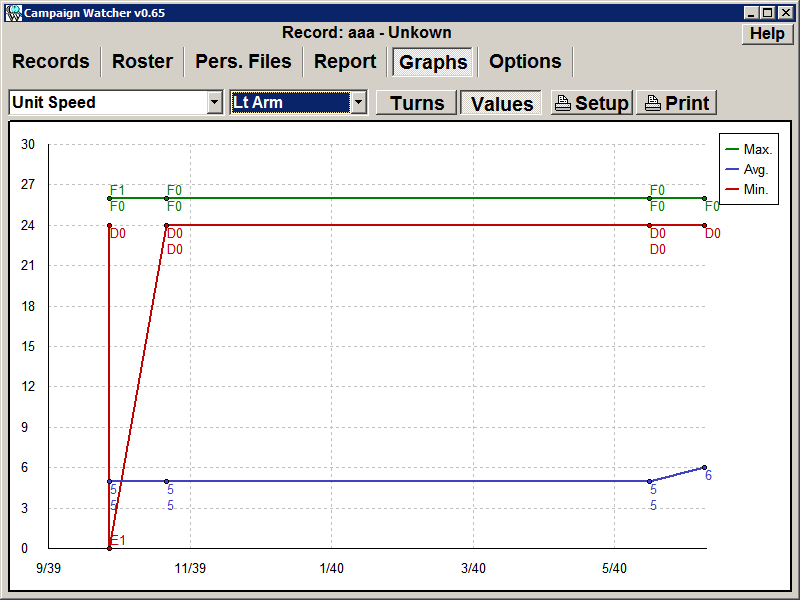 Campaign Watcher v0.65
Record: aaa - Unkown
Help
Records Roster Pers. Files Report Graphs Options
Unit Speed Lt Arm Turns Values Setup Print
30
Max.
Avg.
Min.
27
F1 F0 F0
F0 F0 F0 F0
24
D0 D0 D0 D0
D0 D0
21
18
15
12
9
6
6
5 5 5
3
5 5 5
E1
0
9/39 11/39 1/40 3/40 5/40